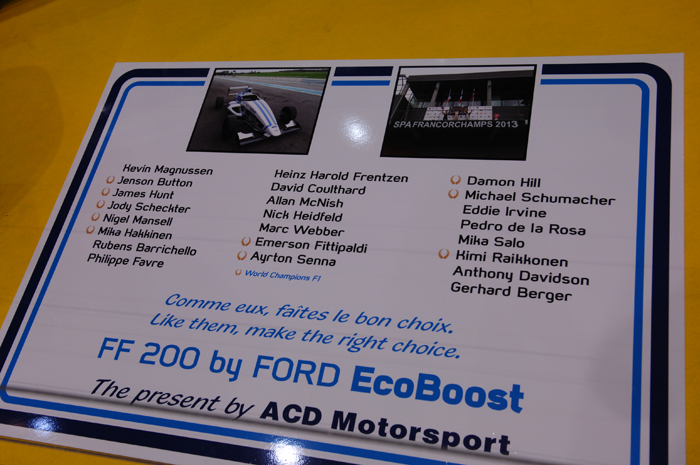 SPA FRANCORCHAMPS 2013
Kevin Magnussen
Jenson Button
James Hunt
Jody Scheckter
Nigel Mansell
Mika Hakkinen
Rubens Barrichello
Philippe Favre
Heinz Harold Frentzen
David Coulthard
Allan McNish
Nick Heidfeld
Marc Webber
Emerson Fittipaldi
Ayrton Senna
World Champions F1
Damon Hill
Michael Schumacher
Eddie Irvine
Pedro de la Rosa
Mika Salo
Kimi Raikkonen
Anthony Davidson
Gerhard Berger
Comme eux, faîtes le bon choix.
Like them, make the right choice.
FF 200 by FORD EcoBoost
The present by ACD Motorsport